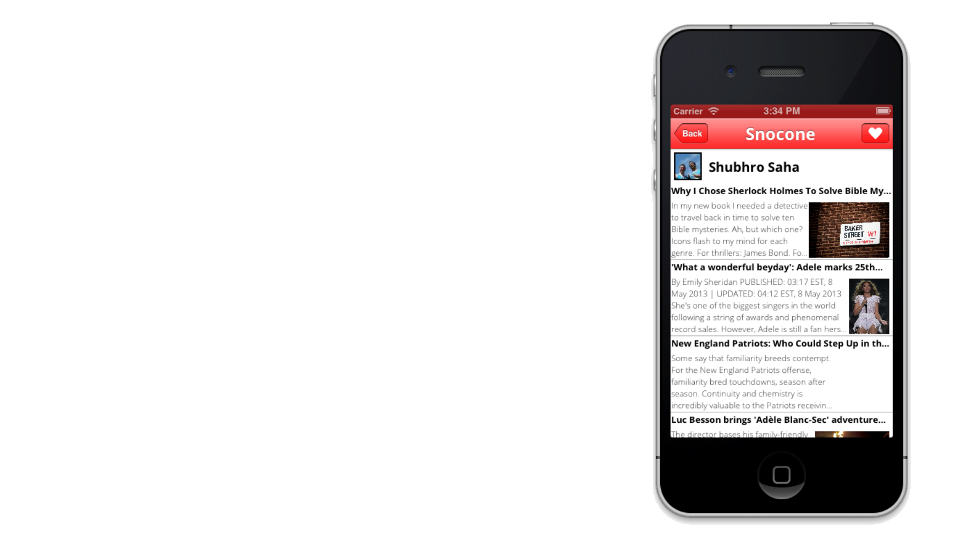 Carrier 3:34 PM
Back Snocone
Shubhro Saha
Why I Chose Sherlock Holmes To Solve Bible My...
In my new book I needed a detective
to travel back in time to solve ten
Bible mysteries. Ah, but which one?
Icons flash to my mind for each
genre. For thrillers: James Bond. Fo...
BAKER
STREET W1
'What a wonderful beyday': Adele marks 25th...
By Emily Sheridan PUBLISHED: 03:17 EST, 8
May 2013 | UPDATED: 04:12 EST, 8 May 2013
She's one of the biggest singers in the world
following a string of awards and phenomenal
record sales. However, Adele is still a fan hers...
New England Patriots: Who Could Step Up in th...
Some say that familiarity breeds contempt
For the New England Patriots offense,
familiarity bred touchdowns, season after
season. Continuity and chemistry is
incredibly valuable to the Patriots receivin...
Luc Besson brings 'Adèle Blanc-Sec' adventure...
The director bases his family-friendly